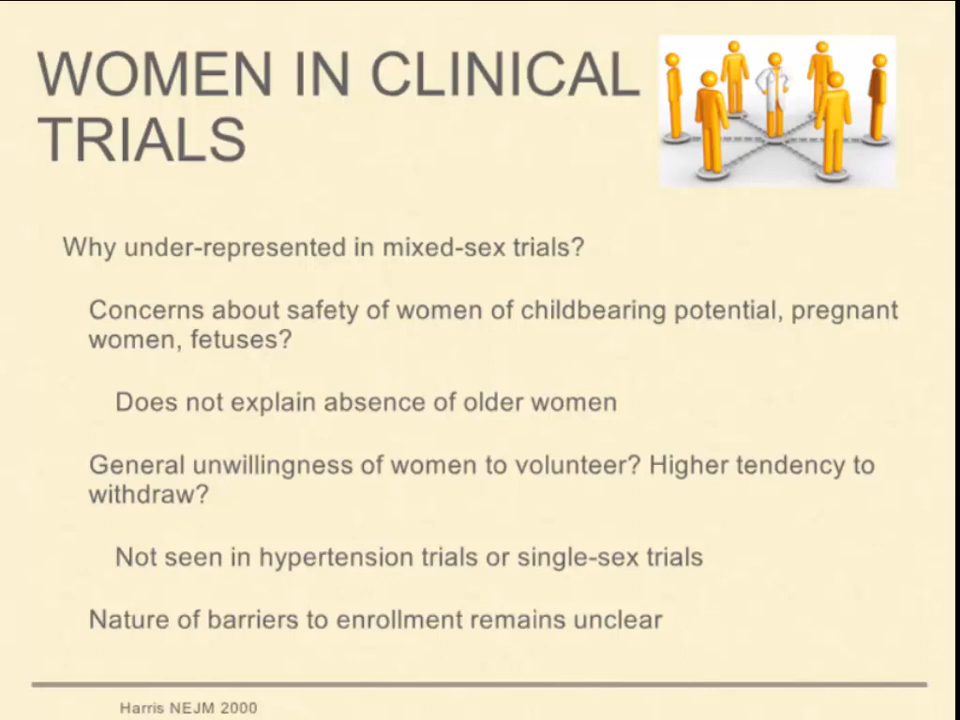 WOMEN IN CLINICAL
TRIALS
Why under-represented in mixed-sex trials?
Concerns about safety of women of childbearing potential, pregnant
women, fetuses?
Does not explain absence of older women
General unwillingness of women to volunteer? Higher tendency to
withdraw?
Not seen in hypertension trials or single-sex trials
Nature of barriers to enrollment remains unclear
Harris NEJM 2000